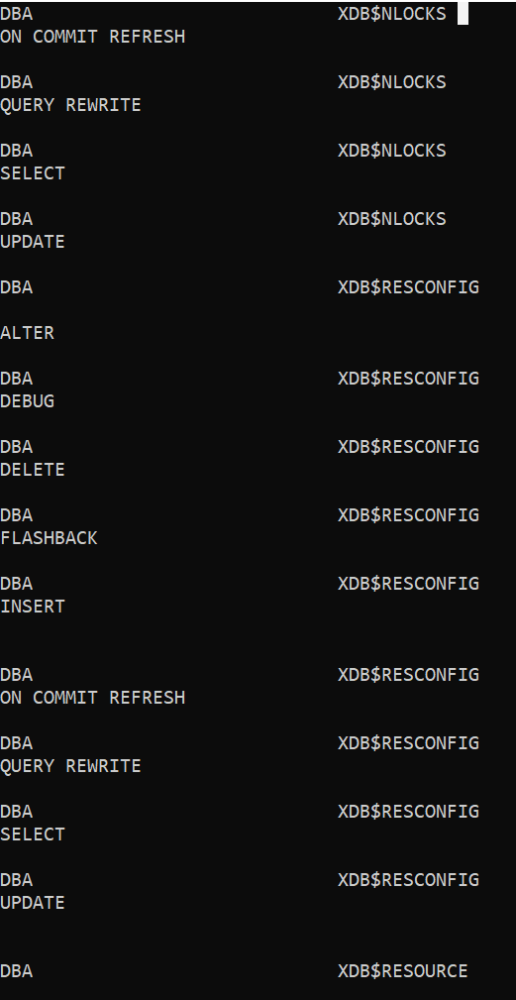 DBA XDB$NLOCKS
ON COMMIT REFRESH
DBA XDB$NLOCKS
QUERY REWRITE
DBA XDB$NLOCKS
SELECT
DBA XDB$NLOCKS
UPDATE
DBA XDB$RESCONFIG
ALTER
DBA XDB$RESCONFIG
DEBUG
DBA XDB$RESCONFIG
DELETE
DBA XDB$RESCONFIG
FLASHBACK
DBA XDB$RESCONFIG
INSERT
DBA XDB$RESCONFIG
ON COMMIT REFRESH
DBA XDB$RESCONFIG
QUERY REWRITE
DBA XDB$RESCONFIG
SELECT
DBA XDB$RESCONFIG
UPDATE
DBA XDB$RESOURCE